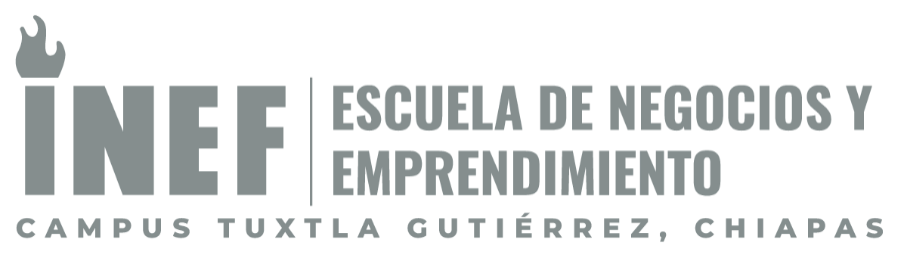 INEF
ESCUELA DE NEGOCIOS Y
EMPRENDIMIENTO
CAMPUS TUXTLA GUTIÉRREZ, CHIAPAS